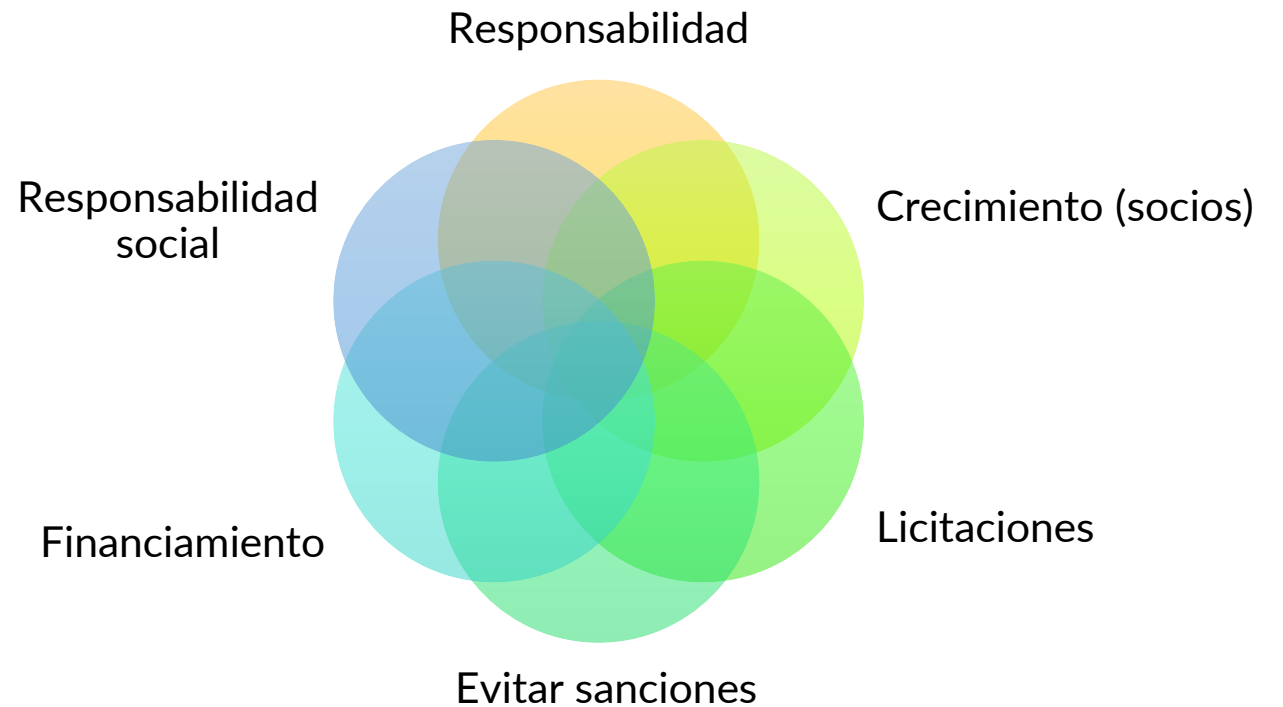 Responsabilidad
Crecimiento (socios)
Licitaciones
Evitar sanciones
Financiamiento
Responsabilidad
social